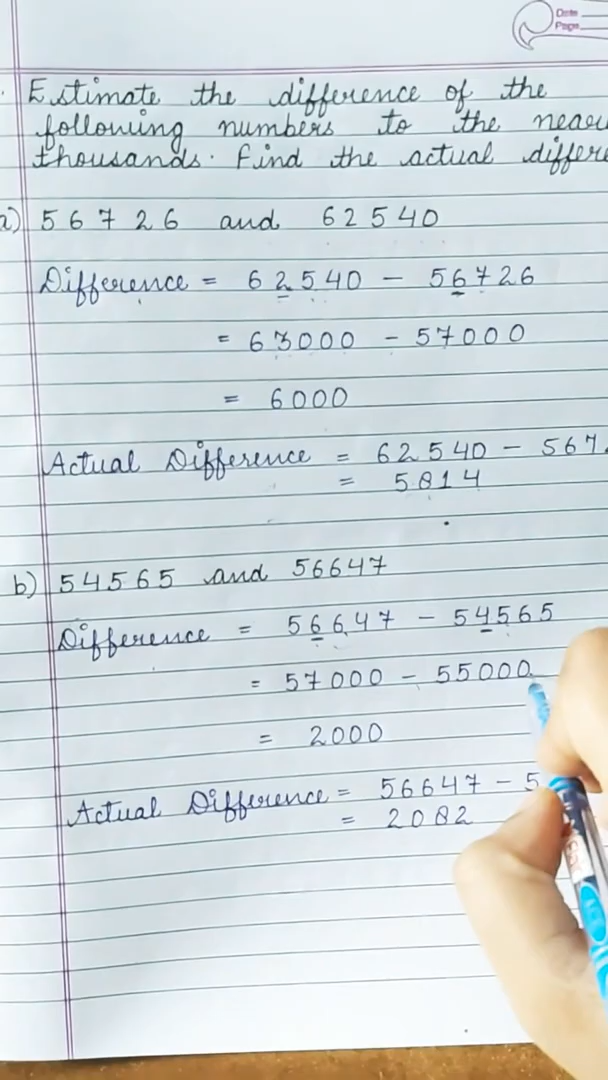 Date
Page
Estimate the difference of the
following numbers to the
thousands. Find the actual
a) 56726 and 62540
Difference = 62540 - 56726
= 63000 - 57000
= 6000
Actual Difference = 62540 - 567
= 5814
b) 54565 and 56647
Difference = 56647 - 54565
= 57000 - 55000
= 2000
Actual Difference = 56647 - 5
= 2082